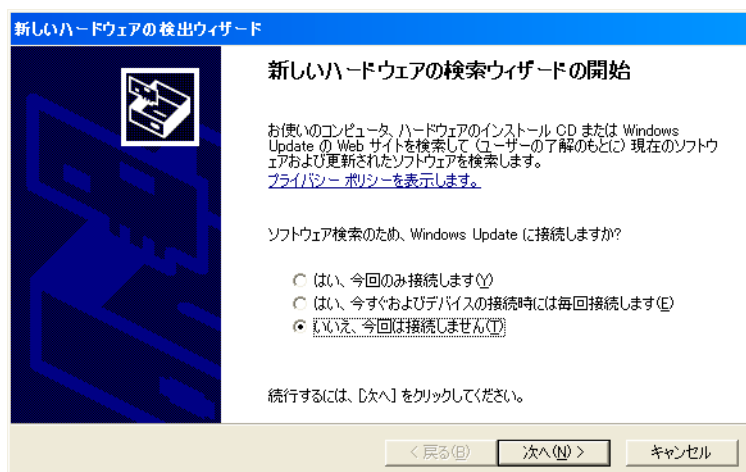 新しいハードウェアの検出ウィザード
新しいハードウェアの検索ウィザードの開始
お使いのコンピュータ、ハードウェアのインストール CD または Windows
Update の Web サイトを検索して (ユーザーの了解のもとに) 現在のソフトウ
ェアおよび更新されたソフトウェアを検索します。
プライバシー ポリシーを表示します。
ソフトウェア検索のため、Windows Update に接続しますか?
はい、今回のみ接続します(Y)
はい、今すぐおよびデバイスの接続時には毎回接続します(E)
いいえ、今回は接続しません(T)
続行するには、[次へ] をクリックしてください。
< 戻る(B) 次へ(N) > キャンセル